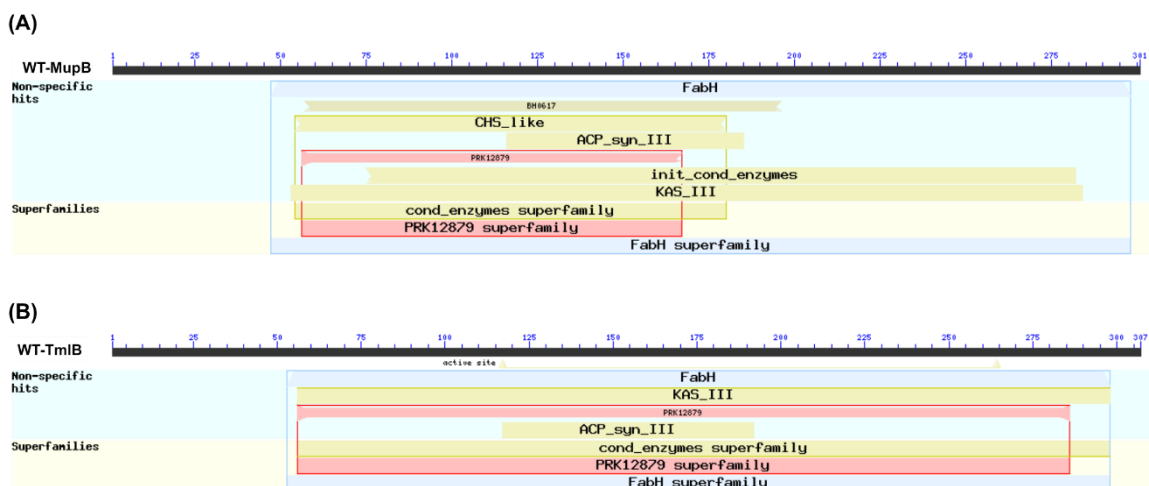 (A)
1 25 50 75 100 125 150 175 200 225 250 275 301
WT-MupB
Non-specific
hits
FabH
BH0617
CHS_like
ACP_syn_III
PRK12879
init_cond_enzymes
KAS_III
Superfamilies
cond_enzymes superfamily
PRK12879 superfamily
FabH superfamily
(B)
1 25 50 75 100 125 150 175 200 225 250 275 300 307
WT-TmlB
active site
Non-specific
hits
FabH
KAS_III
PRK12879
ACP_syn_III
Superfamilies
cond_enzymes superfamily
PRK12879 superfamily
FabH superfamily